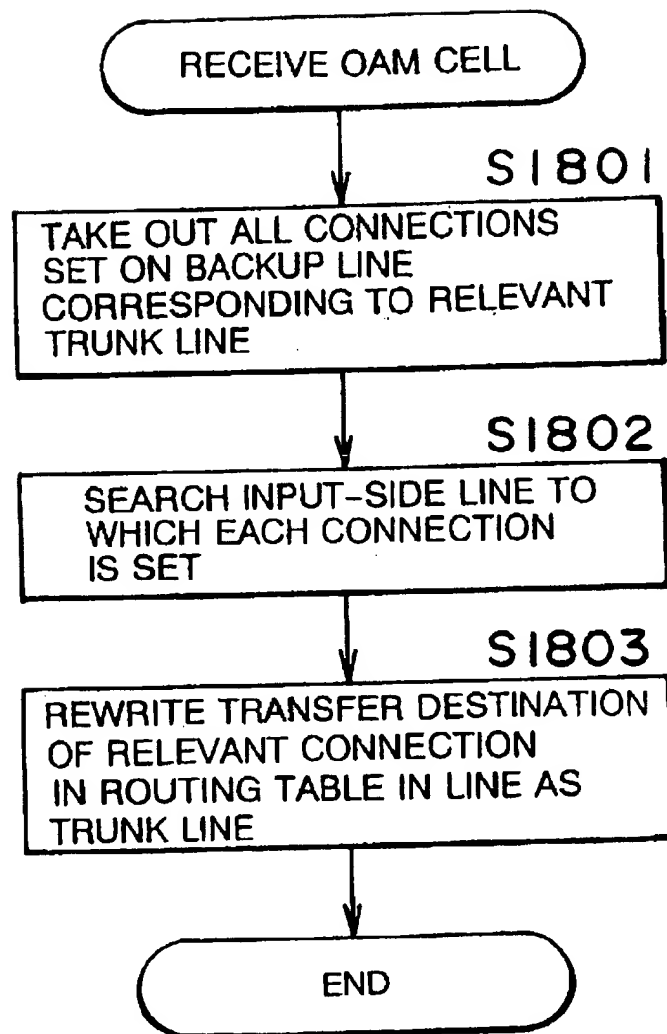 RECEIVE OAM CELL
S1801
TAKE OUT ALL CONNECTIONS
SET ON BACKUP LINE
CORRESPONDING TO RELEVANT
TRUNK LINE
S1802
SEARCH INPUT-SIDE LINE TO
WHICH EACH CONNECTION
IS SET
S1803
REWRITE TRANSFER DESTINATION
OF RELEVANT CONNECTION
IN ROUTING TABLE IN LINE AS
TRUNK LINE
END